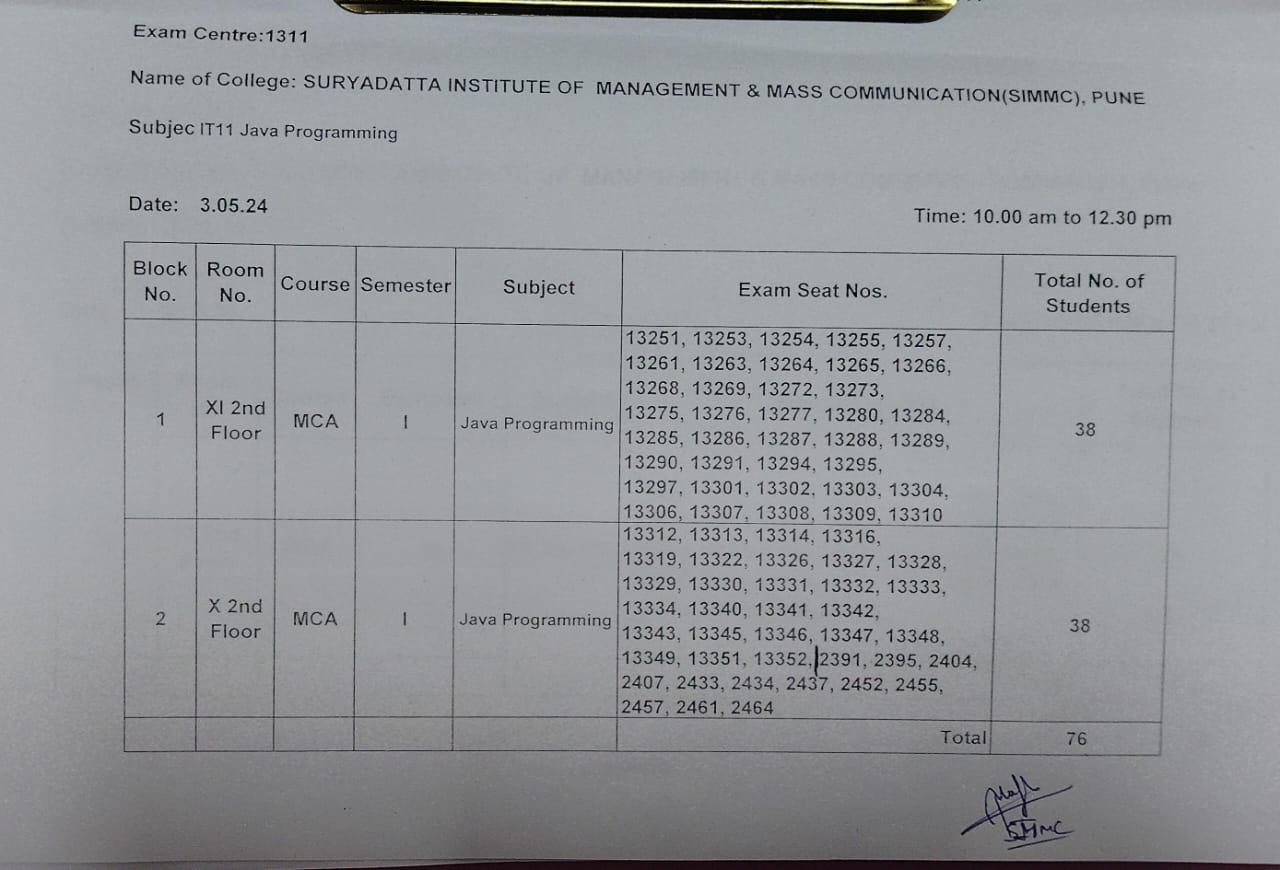 Exam Centre:1311
Name of College: SURYADATTA INSTITUTE OF MANAGEMENT & MASS COMMUNICATION(SIMMC), PUNE
Subjec IT11 Java Programming
Date: 3.05.24
Time: 10.00 am to 12.30 pm
Block No. Room No. Course Semester Subject Exam Seat Nos. Total No. of Students
1 XI 2nd Floor MCA I Java Programming
13251, 13253, 13254, 13255, 13257,
13261, 13263, 13264, 13265, 13266,
13268, 13269, 13272, 13273,
13275, 13276, 13277, 13280, 13284,
13285, 13286, 13287, 13288, 13289,
13290, 13291, 13294, 13295,
13297, 13301, 13302, 13303, 13304,
13306, 13307, 13308, 13309, 13310
38
2 X 2nd Floor MCA I Java Programming
13312, 13313, 13314, 13316,
13319, 13322, 13326, 13327, 13328,
13329, 13330, 13331, 13332, 13333,
13334, 13340, 13341, 13342,
13343, 13345, 13346, 13347, 13348,
13349, 13351, 13352, 2391, 2395, 2404,
2407, 2433, 2434, 2437, 2452, 2455,
2457, 2461, 2464
38
Total 76
SIMMC